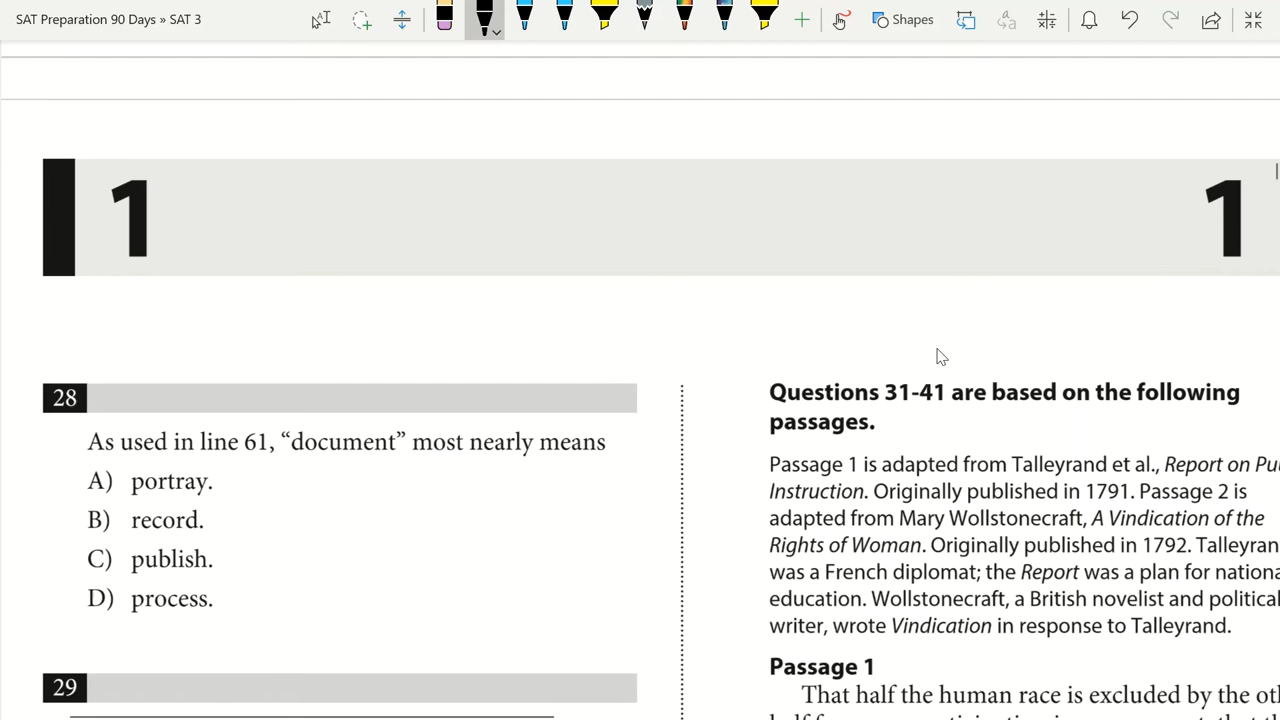 SAT Preparation 90 Days » SAT 3
Shapes
1
1
28
As used in line 61, “document” most nearly means
A) portray.
B) record.
C) publish.
D) process.
29
Questions 31-41 are based on the following
passages.
Passage 1 is adapted from Talleyrand et al., Report on
Instruction. Originally published in 1791. Passage 2 is
adapted from Mary Wollstonecraft, A Vindication of the
Rights of Woman. Originally published in 1792.
was a French diplomat; the Report was a plan for
education. Wollstonecraft, a British novelist and political
writer, wrote Vindication in response to Talleyrand.
Passage 1
That half the human race is excluded by the